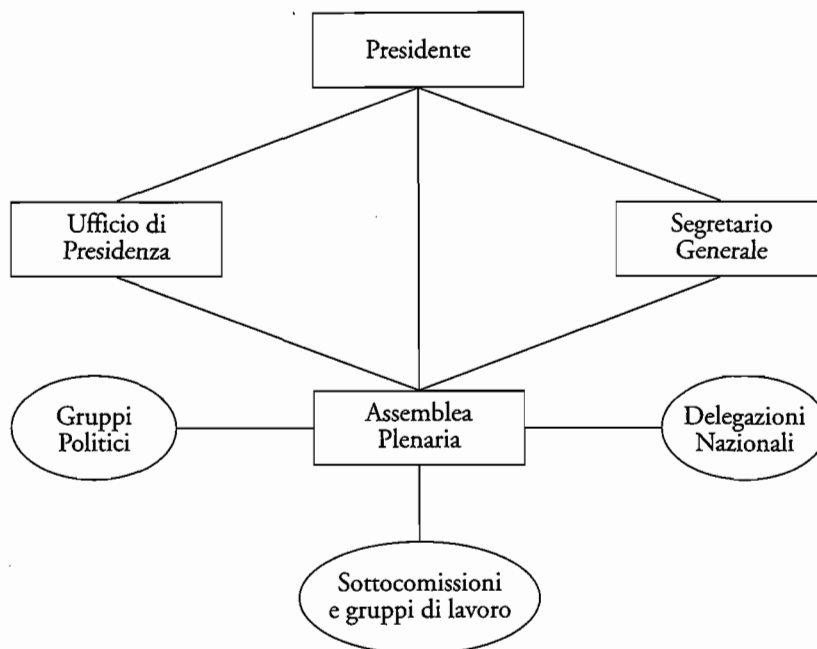 Presidente
Ufficio di
Presidenza
Segretario
Generale
Gruppi
Politici
Assemblea
Plenaria
Delegazioni
Nazionali
Sottocomissioni
e gruppi di lavoro